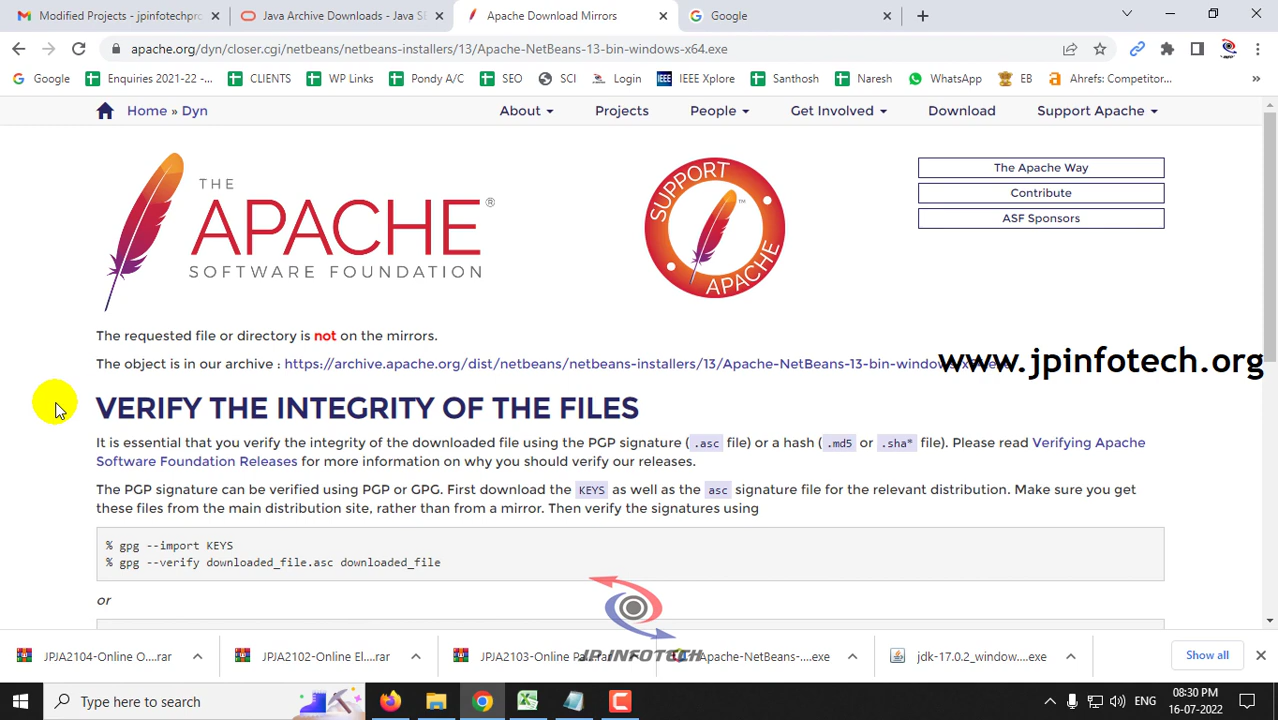 Modified Projects - jpinfotechpro
Java Archive Downloads - Java S
Apache Download Mirrors
Google
apache.org/dyn/closer.cgi/netbeans/netbeans-installers/13/Apache-NetBeans-13-bin-windows-x64.exe
Google
Enquiries 2021-22 -...
CLIENTS
WP Links
Pondy A/C
SEO
SCI
Login
IEEE Xplore
Santhosh
Naresh
WhatsApp
EB
Ahrefs: Competitor...
Home » Dyn
About
Projects
People
Get Involved
Download
Support Apache
THE
APACHE®
SOFTWARE FOUNDATION
SUPPORT
APACHE
TM
The Apache Way
Contribute
ASF Sponsors
The requested file or directory is not on the mirrors.
The object is in our archive : https://archive.apache.org/dist/netbeans/netbeans-installers/13/Apache-NetBeans-13-bin-windows
www.jpinfotech.org
VERIFY THE INTEGRITY OF THE FILES
It is essential that you verify the integrity of the downloaded file using the PGP signature (.asc file) or a hash (.md5 or .sha* file). Please read Verifying Apache
Software Foundation Releases for more information on why you should verify our releases.
The PGP signature can be verified using PGP or GPG. First download the KEYS as well as the asc signature file for the relevant distribution. Make sure you get
these files from the main distribution site, rather than from a mirror. Then verify the signatures using
% gpg --import KEYS
% gpg --verify downloaded_file.asc downloaded_file
or
JPJA2104-Online O....rar
JPJA2102-Online El....rar
JPJA2103-Online
Apache-NetBeans-....exe
jdk-17.0.2_window....exe
Show all
JP INFOTECH
Type here to search
ENG
08:30 PM
16-07-2022